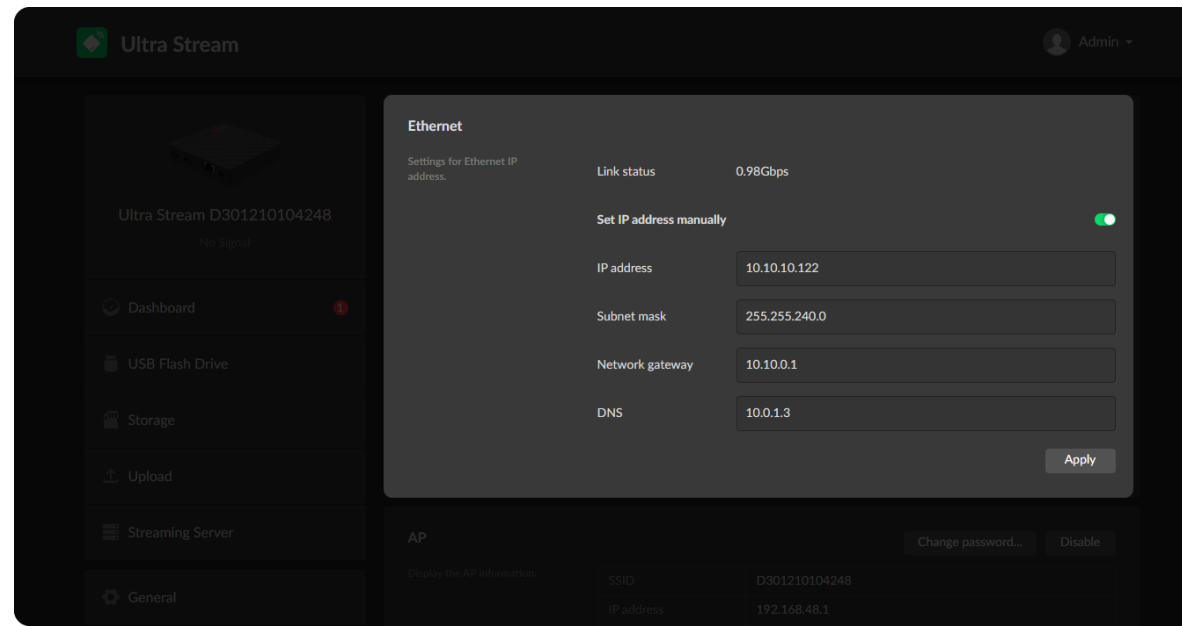 Ultra Stream
Admin
Ultra Stream D301210104248
No Signal
Dashboard
1
USB Flash Drive
Storage
Upload
Streaming Server
General
Ethernet
Settings for Ethernet IP
address.
Link status 0.98Gbps
Set IP address manually
IP address 10.10.10.122
Subnet mask 255.255.240.0
Network gateway 10.10.0.1
DNS 10.0.1.3
Apply
AP
Change password... Disable
Display the AP information.
SSID D301210104248
IP address 192.168.48.1